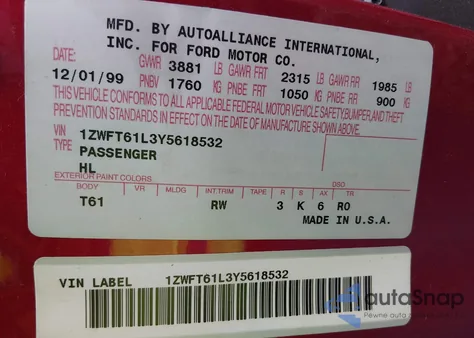 MFD. BY AUTOALLIANCE INTERNATIONAL,
INC. FOR FORD MOTOR CO.
DATE: GVWR 3881 LB GAWR FRT 2315 LB GAWR RR 1985 LB
12/01/99 PNBV 1760 KG PNBE FRT 1050 KG PNBE RR 900 KG
THIS VEHICLE CONFORMS TO ALL APPLICABLE FEDERAL MOTOR VEHICLE SAFETY,BUMPER,AND THEFT
PREVENTION STANDARDS IN EFFECT ON THE DATE OF MANUFACTURE SHOWN ABOVE.
VIN 1ZWFT61L3Y5618532
TYPE PASSENGER
HL
EXTERIOR PAINT COLORS DSO
BODY VR MLDG INT.TRIM TAPE R S AX TR
T61 RW 3 K 6 R0
MADE IN U.S.A.
VIN LABEL 1ZWFT61L3Y5618532
autoSnap
Pewne auta